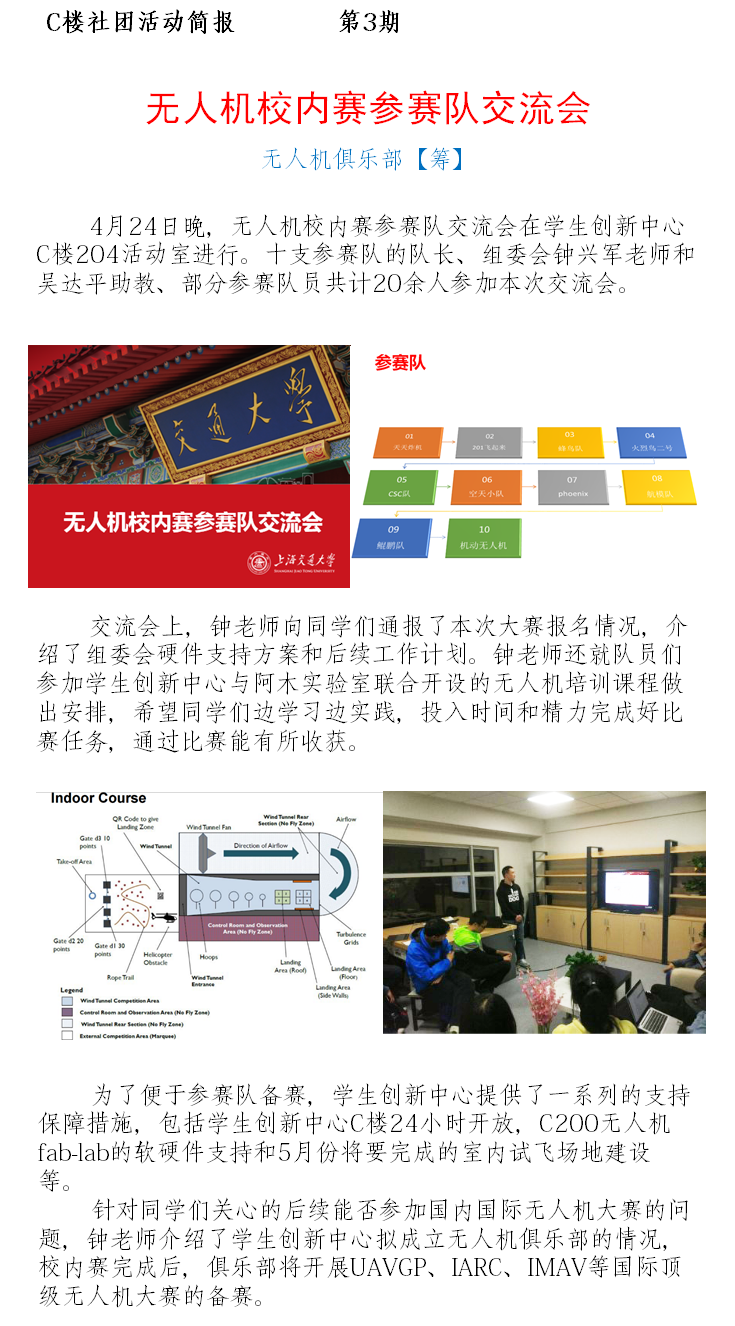 C楼社团活动简报 第3期
无人机校内赛参赛队交流会
无人机俱乐部【筹】
4月24日晚，无人机校内赛参赛队交流会在学生创新中心
C楼204活动室进行。十支参赛队的队长、组委会钟兴军老师和
吴达平助教、部分参赛队员共计20余人参加本次交流会。
交通大學
无人机校内赛参赛队交流会
上海交通大学
SHANGHAI JIAO TONG UNIVERSITY
参赛队
01
天天炸机
02
201飞起来
03
蜂鸟队
04
火烈鸟二号
05
CSC队
06
空天小队
07
phoenix
08
航模队
09
鲲鹏队
10
机动无人机
交流会上，钟老师向同学们通报了本次大赛报名情况，介
绍了组委会硬件支持方案和后续工作计划。钟老师还就队员们
参加学生创新中心与阿木实验室联合开设的无人机培训课程做
出安排，希望同学们边学习边实践，投入时间和精力完成好比
赛任务，通过比赛能有所收获。
Indoor Course
QR Code to give
Landing Zone
Wind Tunnel Fan
Wind Tunnel Rear
Section (No Fly Zone)
Airflow
Gate d3 10
points
Wind Tunnel
Direction of Airflow
Take-off Area
Control Room and Observation
Area (No Fly Zone)
Gate d2 20
points
Gate d1 30
points
Rope Trail
Helicopter
Obstacle
Hoops
Wind Tunnel
Entrance
Landing
Area (Roof)
Turbulence
Grids
Landing Area
(Floor)
Landing Area
(Side Walls)
Legend
Wind Tunnel Competition Area
Control Room and Observation Area (No Fly Zone)
Wind Tunnel Rear Section (No Fly Zone)
External Competition Area (Marquee)
为了便于参赛队备赛，学生创新中心提供了一系列的支持
保障措施，包括学生创新中心C楼24小时开放，C200无人机
fab-lab的软硬件支持和5月份将要完成的室内试飞场地建设
等。
针对同学们关心的后续能否参加国内国际无人机大赛的问
题，钟老师介绍了学生创新中心拟成立无人机俱乐部的情况，
校内赛完成后，俱乐部将开展UAVGP、IARC、IMAV等国际顶
级无人机大赛的备赛。